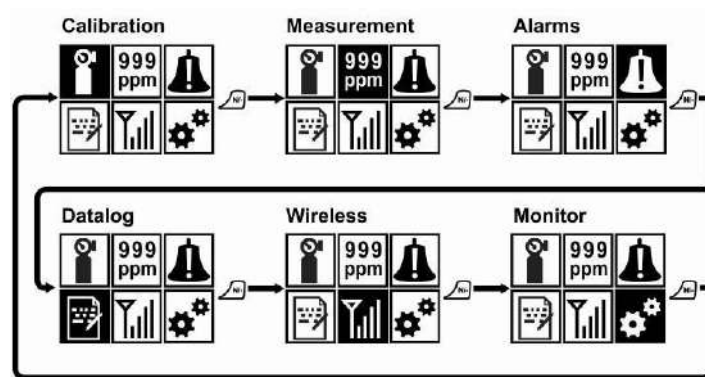 Calibration Measurement Alarms
999 999 999
ppm ppm ppm
N/- N/- N/-
Datalog Wireless Monitor
999 999 999
ppm ppm ppm
N/- N/- N/-